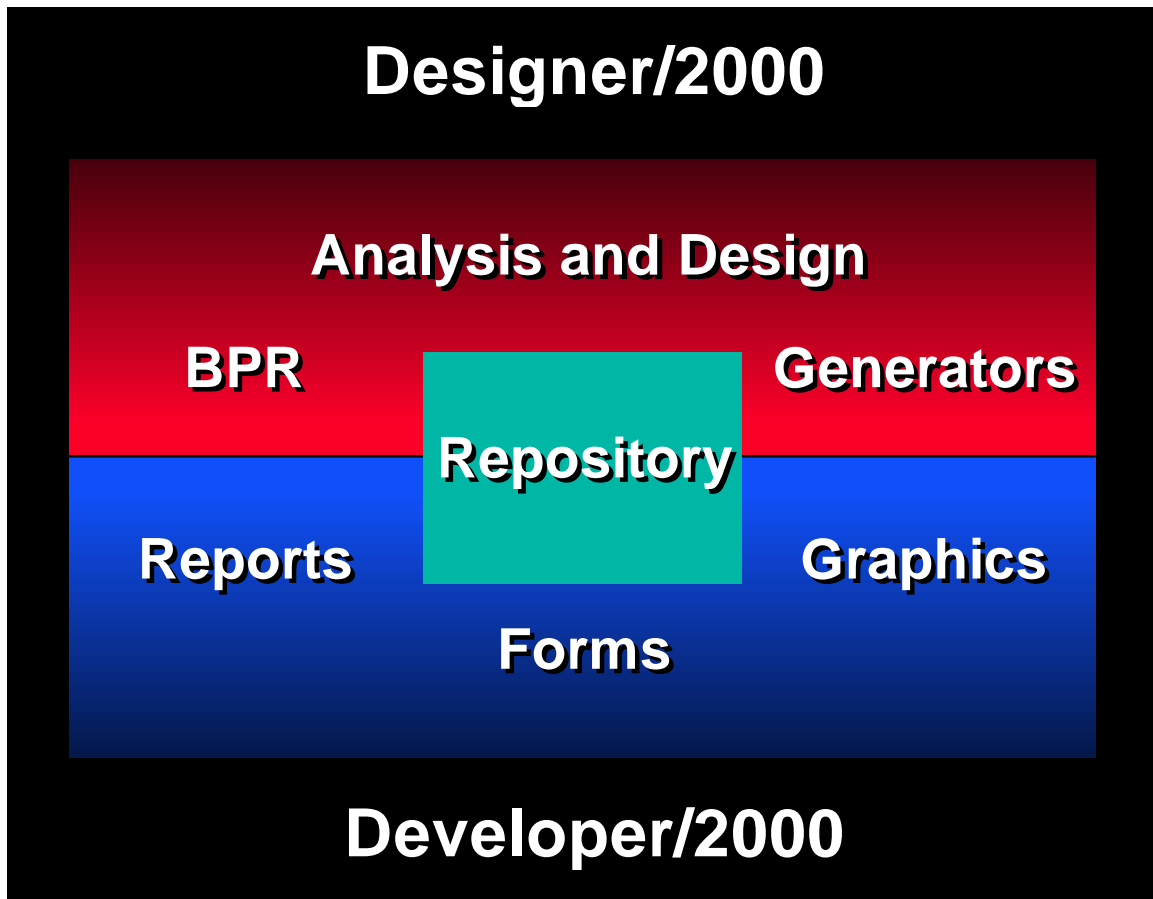 Designer/2000
Analysis and Design
BPR
Generators
Repository
Reports
Graphics
Forms
Developer/2000